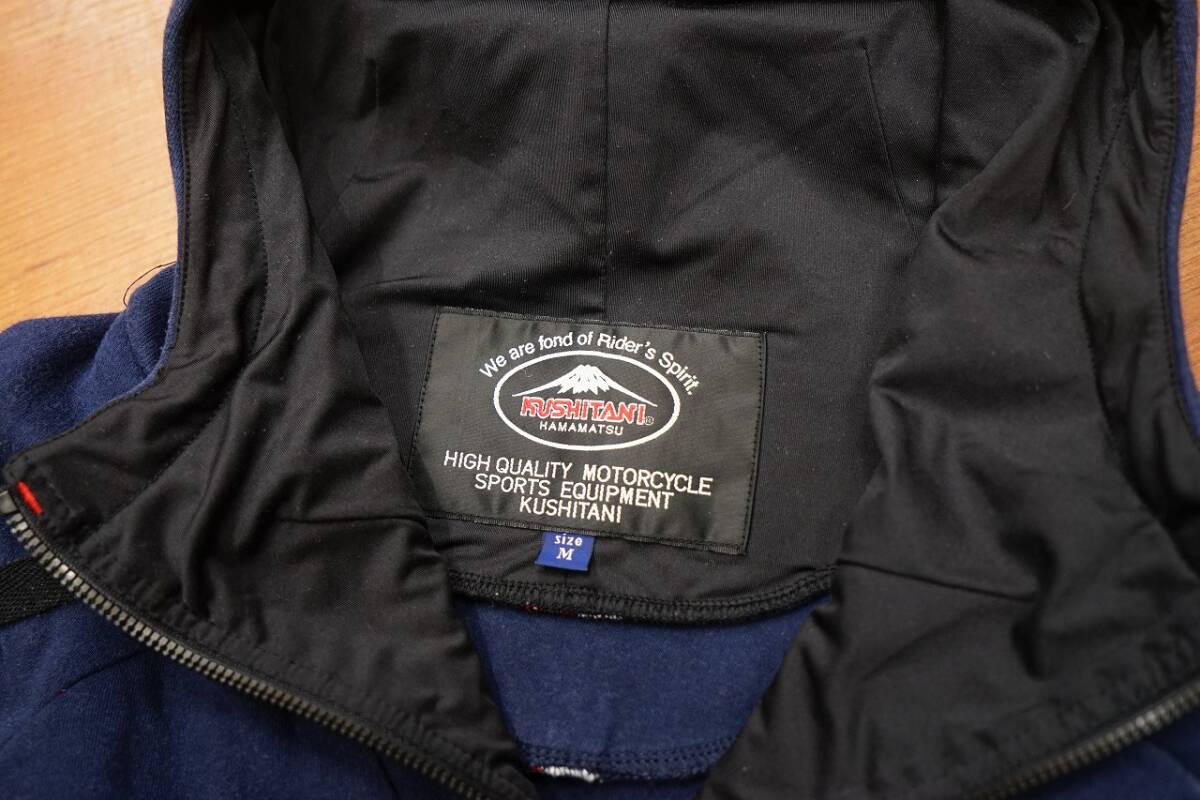 We are fond of Rider's Spirit.
KUSHITANI®
HAMAMATSU
HIGH QUALITY MOTORCYCLE
SPORTS EQUIPMENT
KUSHITANI
size
M